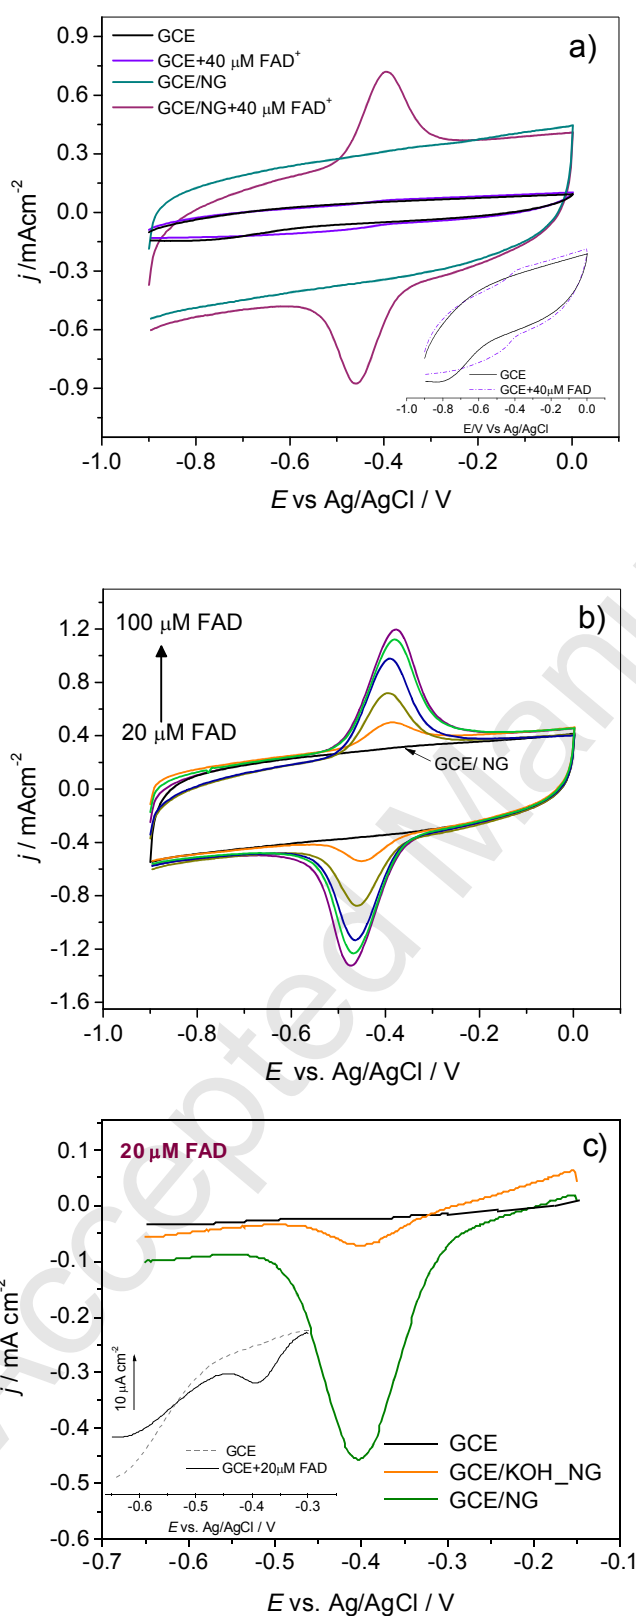 a)
GCE
GCE+40 μM FAD+
GCE/NG
GCE/NG+40 μM FAD+
0.9
0.6
0.3
0.0
-0.3
-0.6
-0.9
j /mAcm-2
GCE
GCE+40μM FAD
-1.0 -0.8 -0.6 -0.4 -0.2 0.0
E/V Vs Ag/AgCl
-1.0 -0.8 -0.6 -0.4 -0.2 0.0
E vs Ag/AgCl / V
b)
100 μM FAD
20 μM FAD
GCE/ NG
1.2
0.8
0.4
0.0
-0.4
-0.8
-1.2
-1.6
j / mAcm-2
-1.0 -0.8 -0.6 -0.4 -0.2 0.0
E vs. Ag/AgCl / V
c)
20 μM FAD
0.1
0.0
-0.1
-0.2
-0.3
-0.4
-0.5
-0.6
j / mA cm-2
10 μA cm-2
GCE
GCE+20μM FAD
-0.6 -0.5 -0.4 -0.3
E vs. Ag/AgCl / V
GCE
GCE/KOH_NG
GCE/NG
-0.7 -0.6 -0.5 -0.4 -0.3 -0.2 -0.1
E vs. Ag/AgCl / V
Accepted Manu